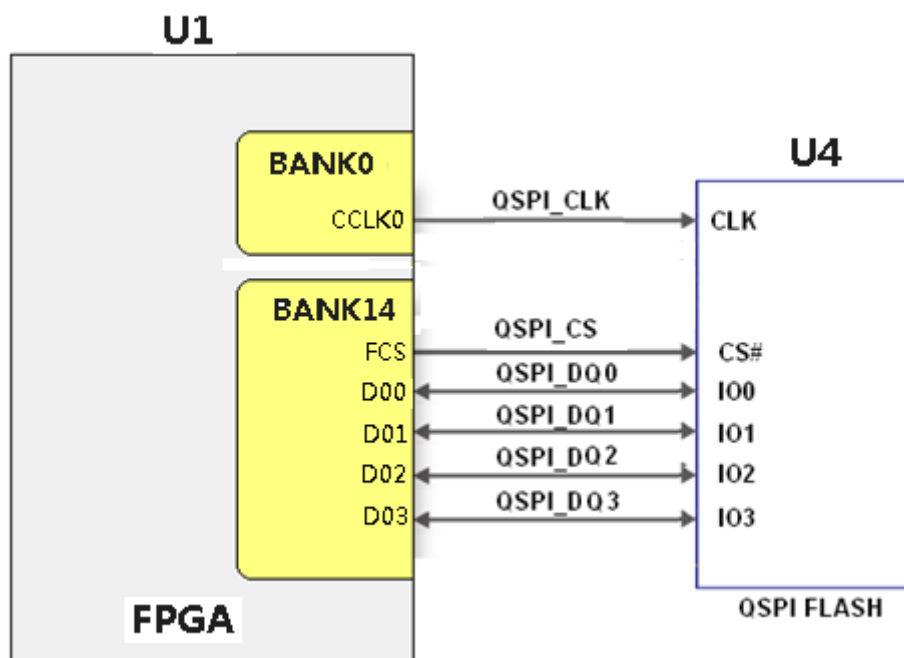 U1
U4
BANK0
QSPI_CLK
CCLK0
CLK
BANK14
QSPI_CS
FCS
CS#
QSPI_DQ0
D00
IO0
QSPI_DQ1
D01
IO1
QSPI_DQ2
D02
IO2
QSPI_DQ3
D03
IO3
FPGA
QSPI FLASH